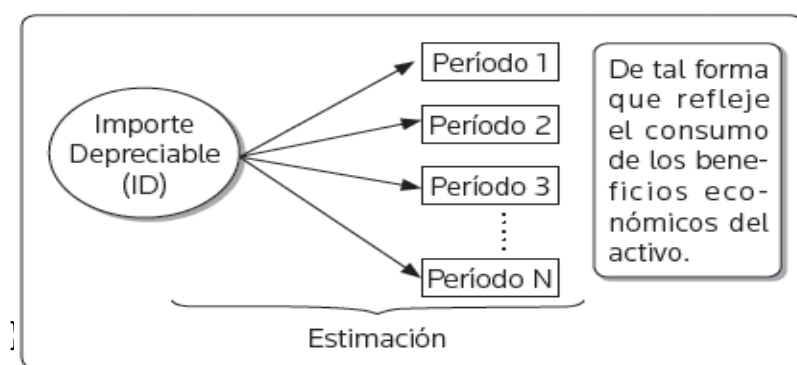 Importe
Depreciable
(ID)
Período 1
Período 2
Período 3
Período N
De tal forma
que refleje
el consumo
de los bene-
ficios eco-
nómicos del
activo.
Estimación